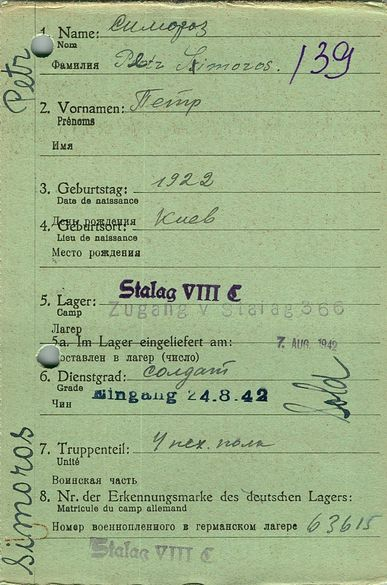 Petr
1. Name: симороз
Nom
Фамилия Petr Simoros. 139
2. Vornamen: Петр
Prénoms
Имя
3. Geburtstag: 1922
Date de naissance
День рождения
4. Geburtsort: Киев
Lieu de naissance
Место рождения
Stalag VIII C
5. Lager: Zugang v Stalag 366
Camp
Лагерь
5a. Im Lager eingeliefert am: 7. AUG. 1942
Доставлен в лагерь (число)
6. Dienstgrad: солдат
Grade Eingang 24.8.42
Чин
Sold
7. Truppenteil: 4 пех. полк
Unité
Воинская часть
Simoros
8. Nr. der Erkennungsmarke des deutschen Lagers:
Matricule du camp allemand
Номер военнопленного в германском лагере 63615
Stalag VIII C